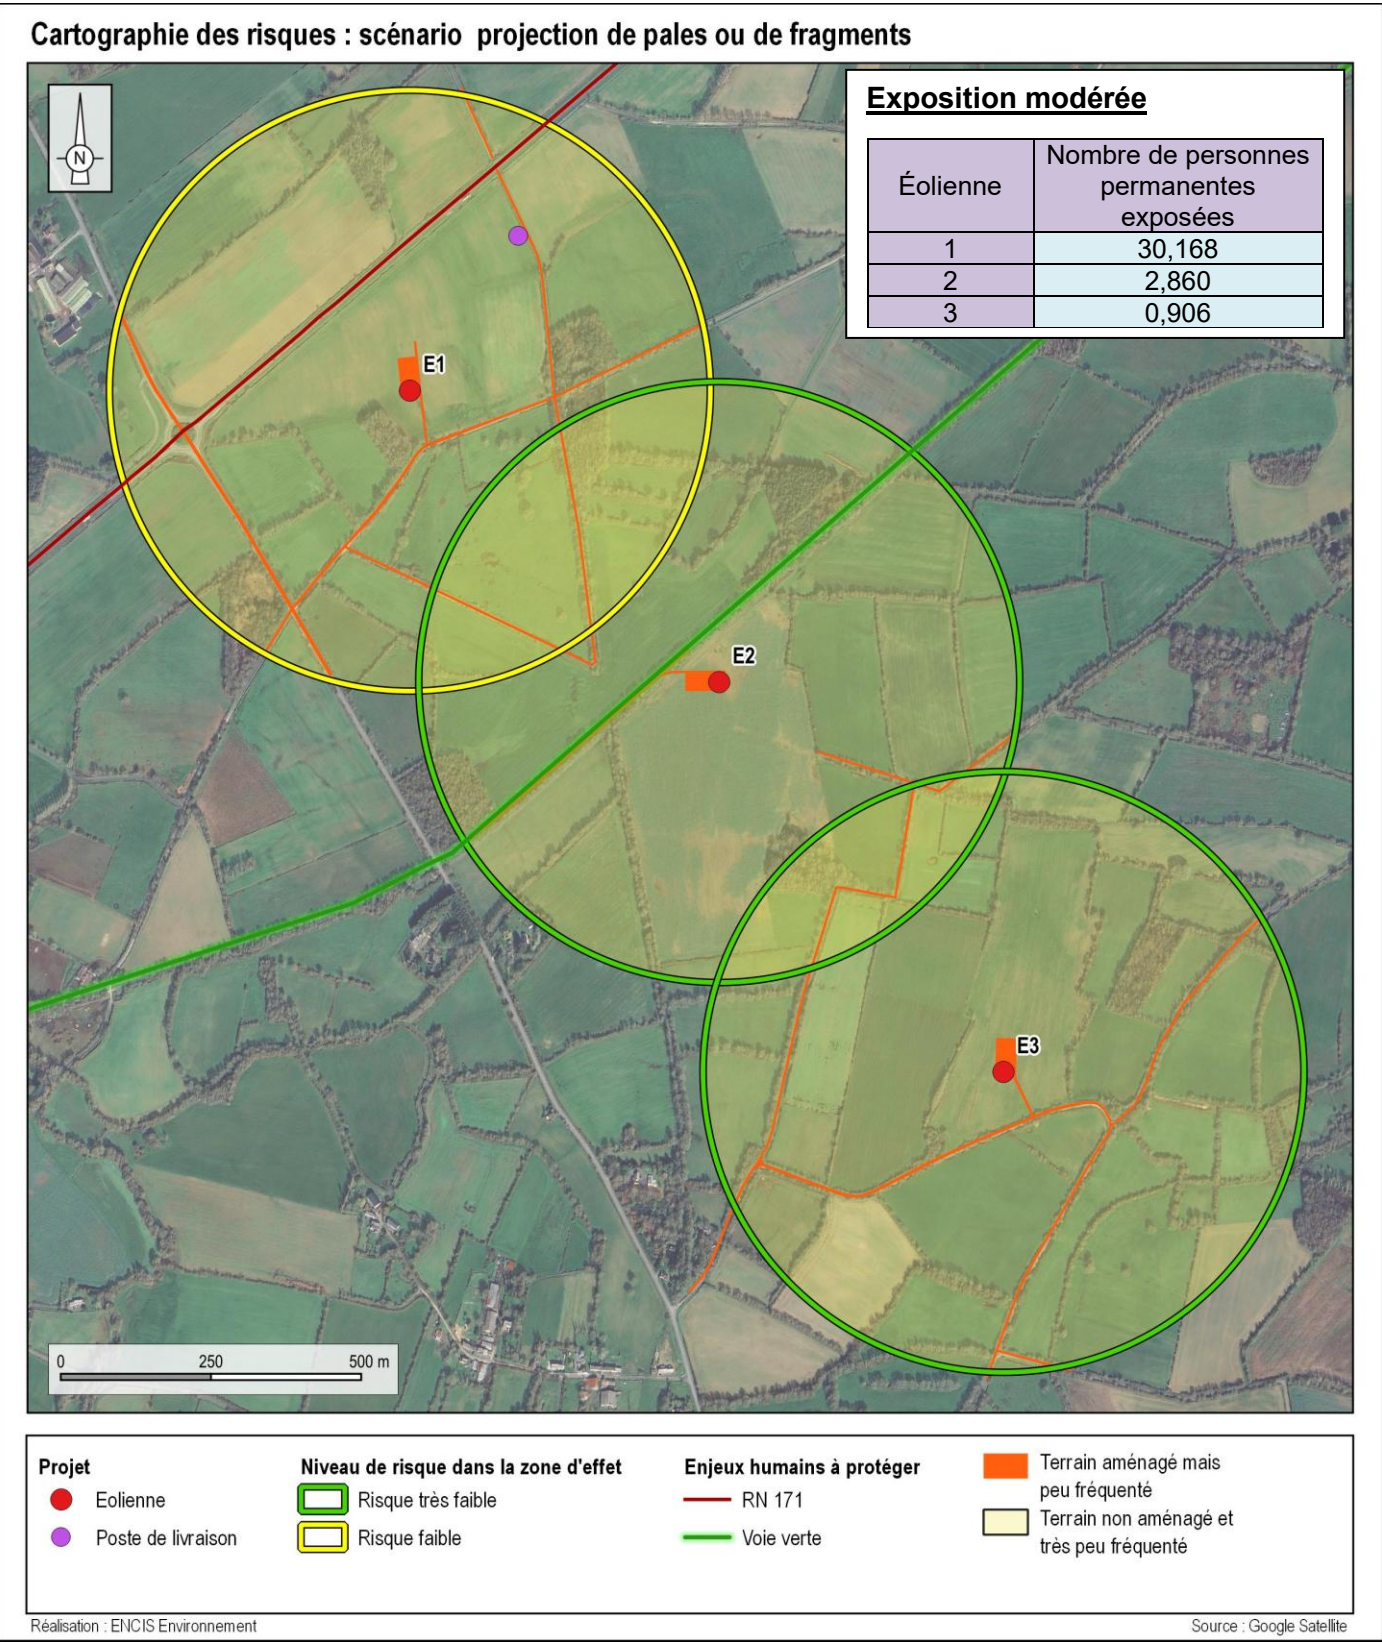 Cartographie des risques : scénario projection de pales ou de fragments
N
Exposition modérée
Éolienne
Nombre de personnes
permanentes
exposées
1 30,168
2 2,860
3 0,906
E1
E2
E3
0 250 500 m
Projet
Eolienne
Poste de livraison
Niveau de risque dans la zone d'effet
Risque très faible
Risque faible
Enjeux humains à protéger
RN 171
Voie verte
Terrain aménagé mais
peu fréquenté
Terrain non aménagé et
très peu fréquenté
Réalisation : ENCIS Environnement
Source : Google Satellite